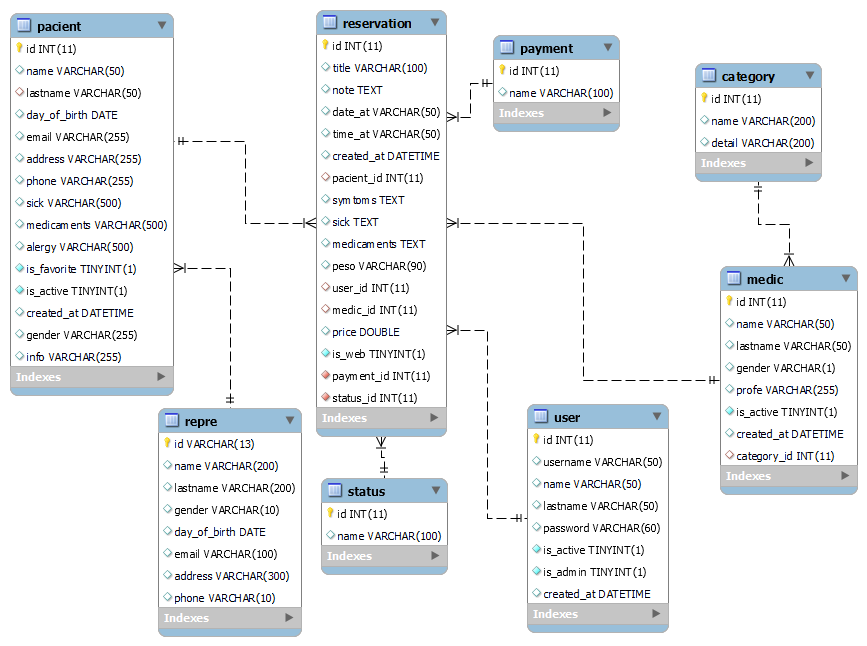 pacient
id INT(11)
name VARCHAR(50)
lastname VARCHAR(50)
day_of_birth DATE
email VARCHAR(255)
address VARCHAR(255)
phone VARCHAR(255)
sick VARCHAR(500)
medicaments VARCHAR(500)
alergy VARCHAR(500)
is_favorite TINYINT(1)
is_active TINYINT(1)
created_at DATETIME
gender VARCHAR(255)
info VARCHAR(255)
Indexes
reservation
id INT(11)
title VARCHAR(100)
note TEXT
date_at VARCHAR(50)
time_at VARCHAR(50)
created_at DATETIME
pacient_id INT(11)
symtoms TEXT
sick TEXT
medicaments TEXT
peso VARCHAR(90)
user_id INT(11)
medic_id INT(11)
price DOUBLE
is_web TINYINT(1)
payment_id INT(11)
status_id INT(11)
Indexes
payment
id INT(11)
name VARCHAR(100)
Indexes
category
id INT(11)
name VARCHAR(200)
detail VARCHAR(200)
Indexes
medic
id INT(11)
name VARCHAR(50)
lastname VARCHAR(50)
gender VARCHAR(1)
profe VARCHAR(255)
is_active TINYINT(1)
created_at DATETIME
category_id INT(11)
Indexes
repre
id VARCHAR(13)
name VARCHAR(200)
lastname VARCHAR(200)
gender VARCHAR(10)
day_of_birth DATE
email VARCHAR(100)
address VARCHAR(300)
phone VARCHAR(10)
Indexes
status
id INT(11)
name VARCHAR(100)
Indexes
user
id INT(11)
username VARCHAR(50)
name VARCHAR(50)
lastname VARCHAR(50)
password VARCHAR(60)
is_active TINYINT(1)
is_admin TINYINT(1)
created_at DATETIME
Indexes